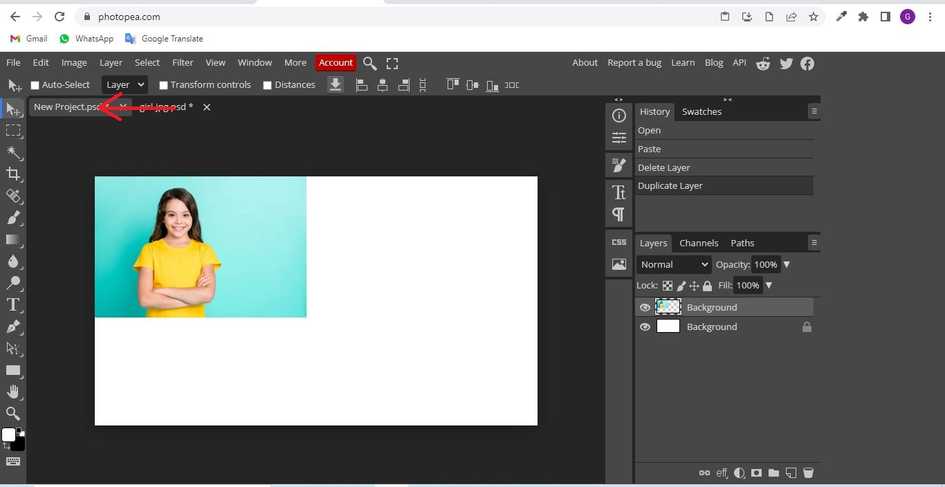 photopea.com
G
Gmail WhatsApp Google Translate
File Edit Image Layer Select Filter View Window More Account About Report a bug Learn Blog API
Auto-Select Layer Transform controls Distances
New Project.psd girl.jpg.psd *
History Swatches
Open
Paste
Delete Layer
Duplicate Layer
CSS
Layers Channels Paths
Normal Opacity: 100%
Lock: Fill: 100%
Background
Background
eff